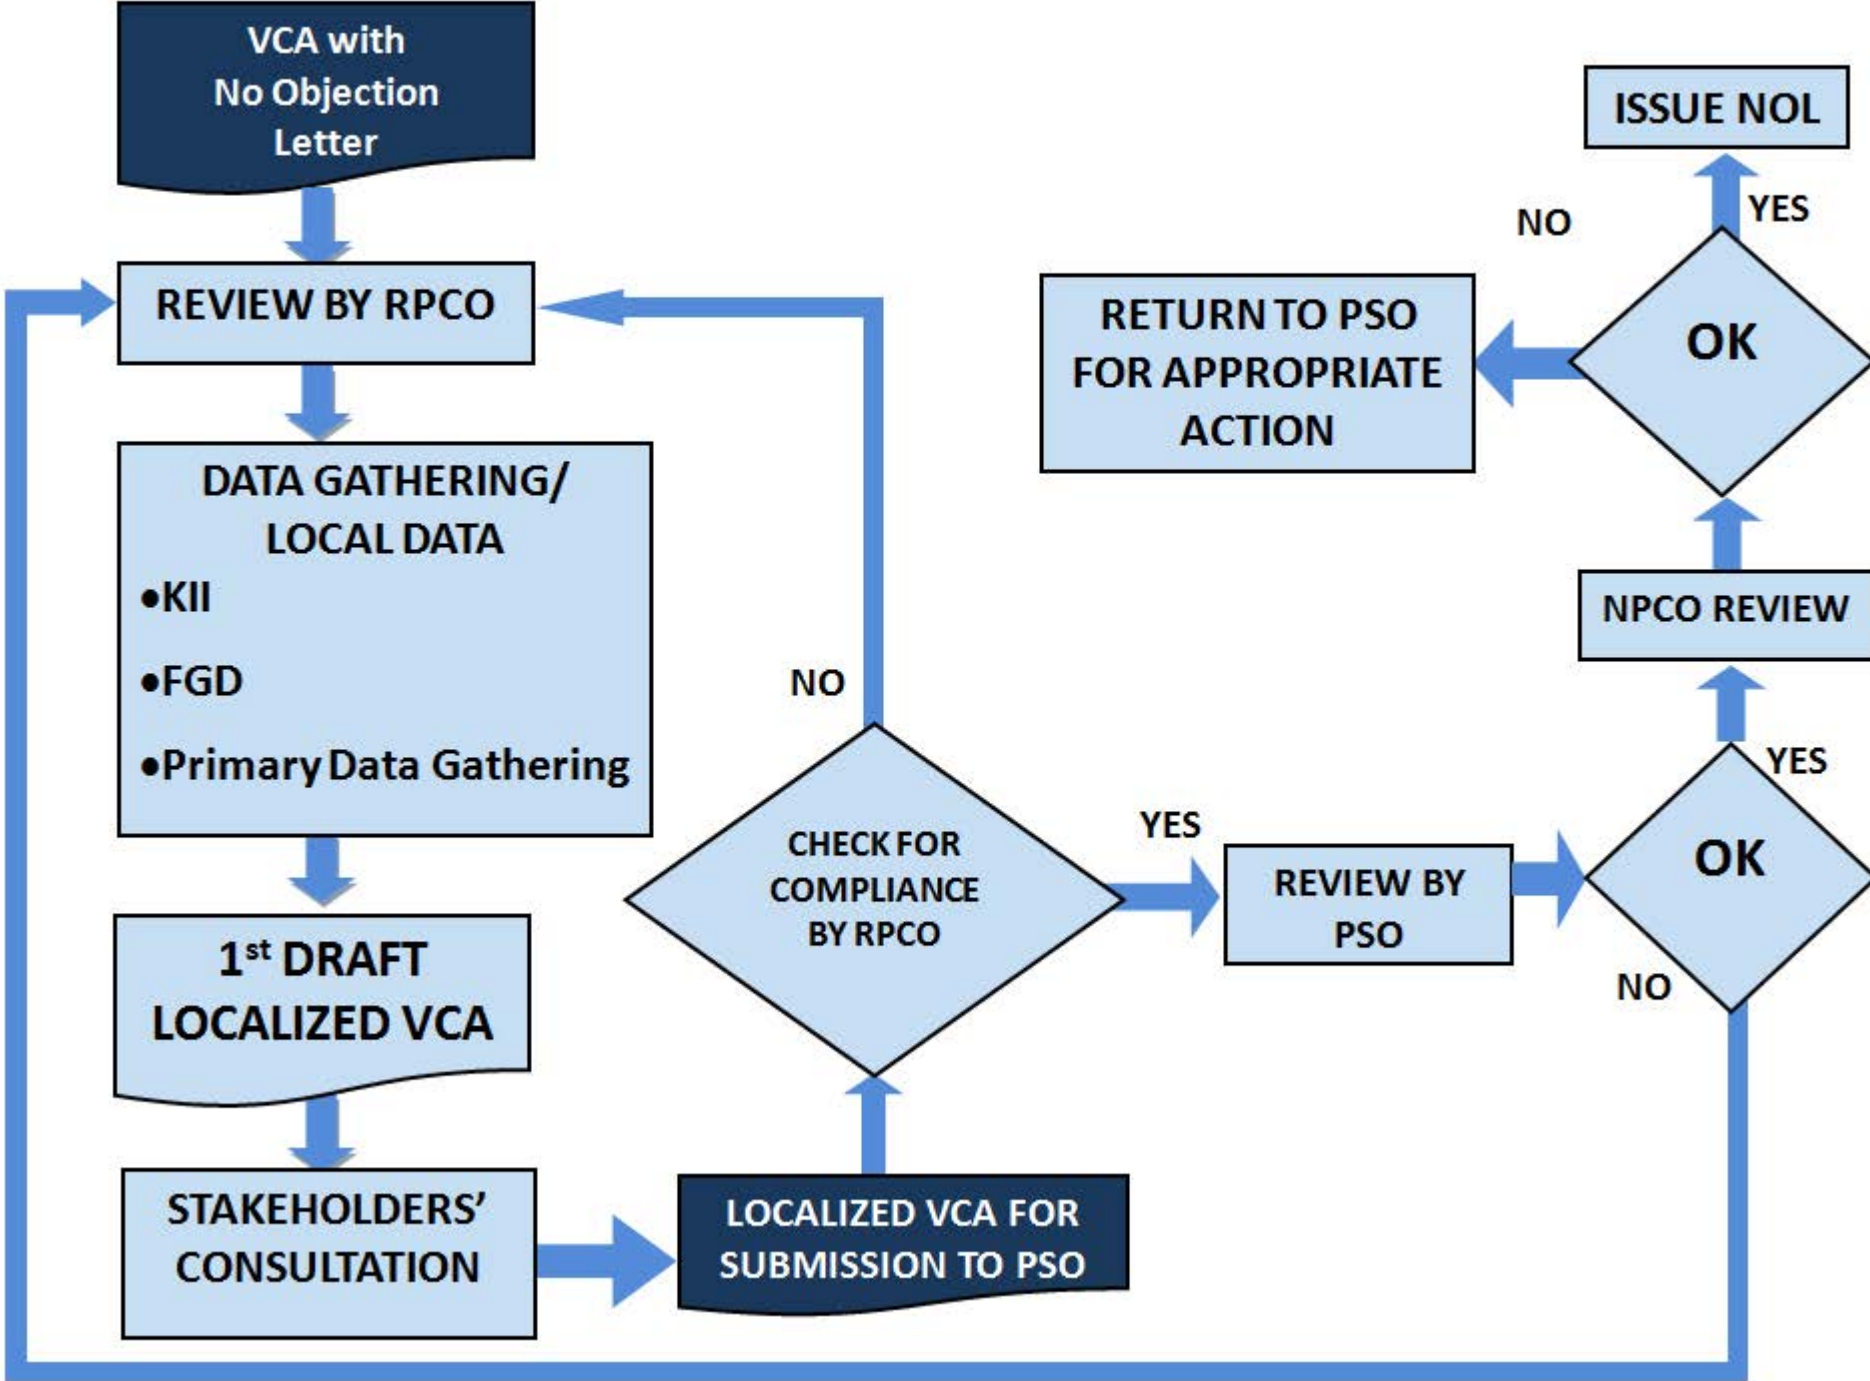 VCA with
No Objection
Letter
REVIEW BY RPCO
DATA GATHERING/
LOCAL DATA
•KII
•FGD
•Primary Data Gathering
1st DRAFT
LOCALIZED VCA
STAKEHOLDERS’
CONSULTATION
LOCALIZED VCA FOR
SUBMISSION TO PSO
CHECK FOR
COMPLIANCE
BY RPCO
NO
YES
REVIEW BY
PSO
OK
NO
YES
NPCO REVIEW
OK
NO
YES
RETURN TO PSO
FOR APPROPRIATE
ACTION
ISSUE NOL